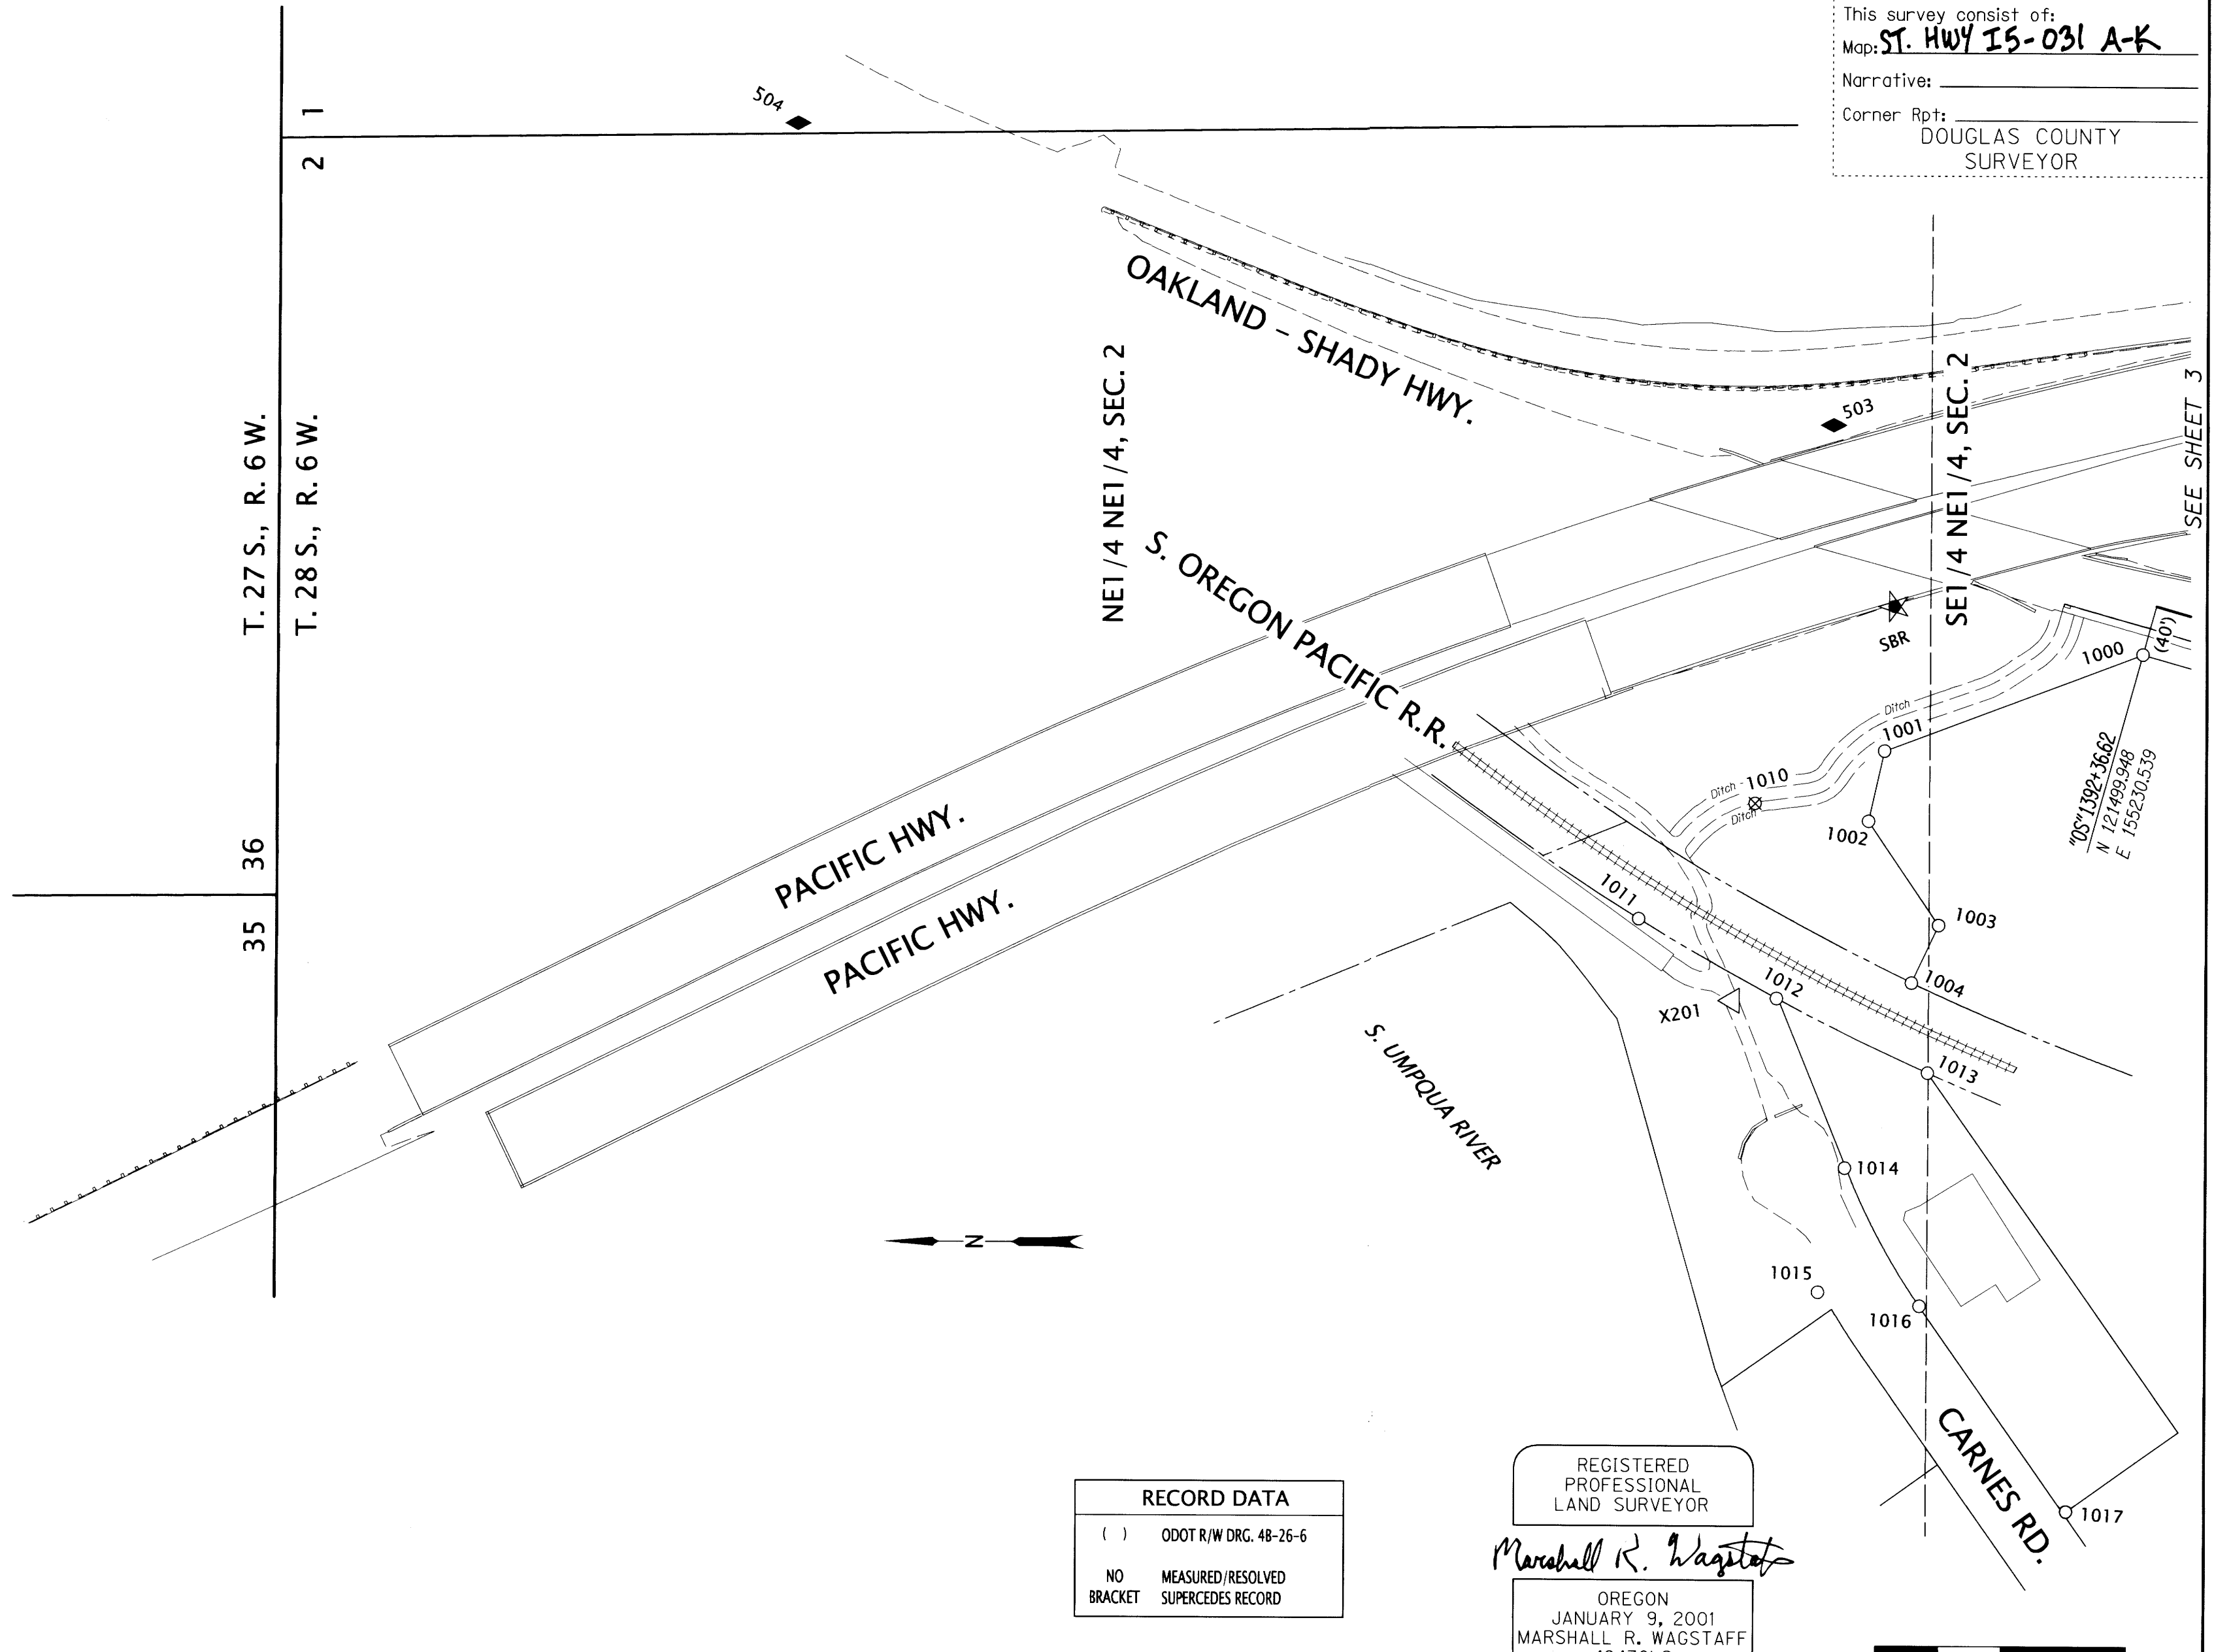 This survey consist of:
Map: ST. HWY I5-031 A-K
Narrative:
Corner Rpt:
DOUGLAS COUNTY
SURVEYOR
1
2
504
OAKLAND - SHADY HWY.
503
NE1/4 NE1/4, SEC. 2
SE1/4 NE1/4, SEC. 2
SEE SHEET 3
T. 27 S., R. 6 W.
T. 28 S., R. 6 W.
S. OREGON PACIFIC R.R.
SBR
1000
(40')
Ditch
1001
"OS"1392+36.62
N 121499.948
E 155230.539
Ditch
1010
Ditch
1002
PACIFIC HWY.
36
35
1011
PACIFIC HWY.
1003
1004
1012
X201
S. UMPQUA RIVER
1013
1014
N
1015
1016
CARNES RD.
1017
RECORD DATA
( ) ODOT R/W DRG. 4B-26-6
NO MEASURED/RESOLVED
BRACKET SUPERCEDES RECORD
REGISTERED
PROFESSIONAL
LAND SURVEYOR
Marshall R. Wagstaff
OREGON
JANUARY 9, 2001
MARSHALL R. WAGSTAFF